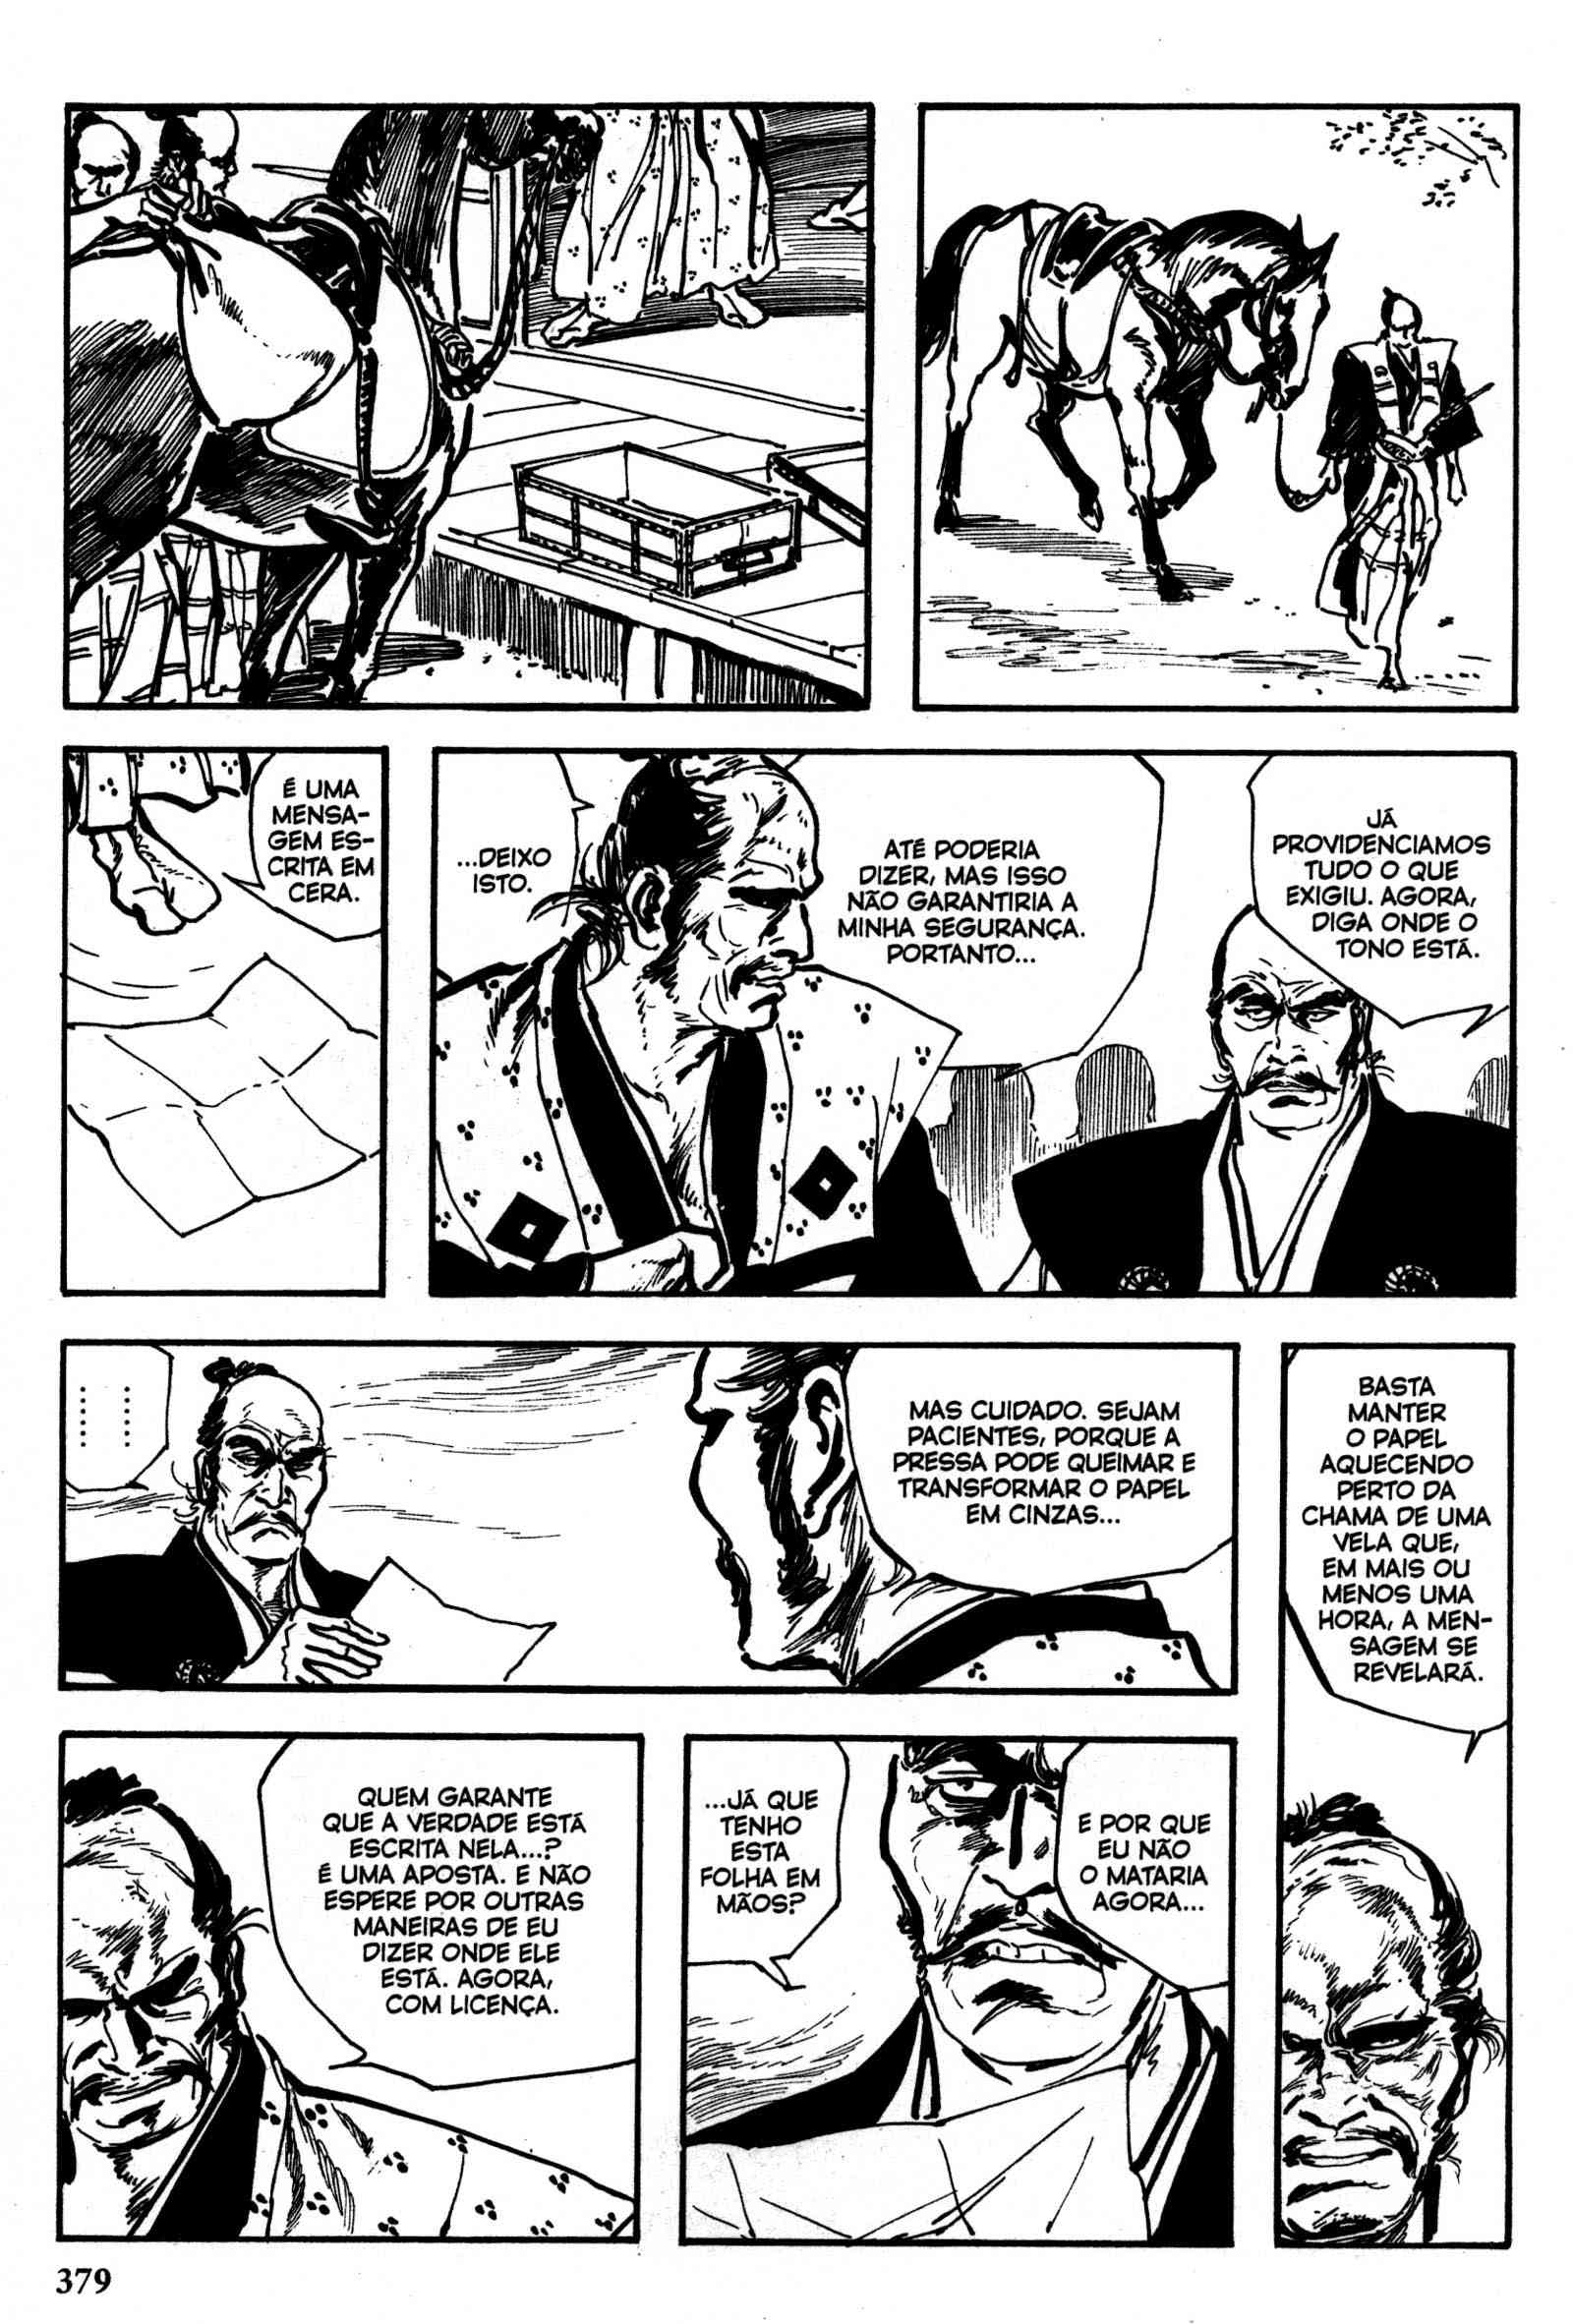 JÁ
PROVIDENCIAMOS
TUDO O QUE
EXIGIU. AGORA,
DIGA ONDE O
TONO ESTÁ.
ATÉ PODERIA
DIZER, MAS ISSO
NÃO GARANTIRIA A
MINHA SEGURANÇA.
PORTANTO...
...DEIXO
ISTO.
É UMA
MENSA-
GEM ES-
CRITA EM
CERA.
BASTA
MANTER
O PAPEL
AQUECENDO
PERTO DA
CHAMA DE UMA
VELA QUE,
EM MAIS OU
MENOS UMA
HORA, A MEN-
SAGEM SE
REVELARÁ.
MAS CUIDADO. SEJAM
PACIENTES, PORQUE A
PRESSA PODE QUEIMAR E
TRANSFORMAR O PAPEL
EM CINZAS...
...... ......
E POR QUE
EU NÃO
O MATARIA
AGORA...
...JÁ QUE
TENHO
ESTA
FOLHA EM
MÃOS?
QUEM GARANTE
QUE A VERDADE ESTÁ
ESCRITA NELA...?
É UMA APOSTA. E NÃO
ESPERE POR OUTRAS
MANEIRAS DE EU
DIZER ONDE ELE
ESTÁ. AGORA,
COM LICENÇA.
379